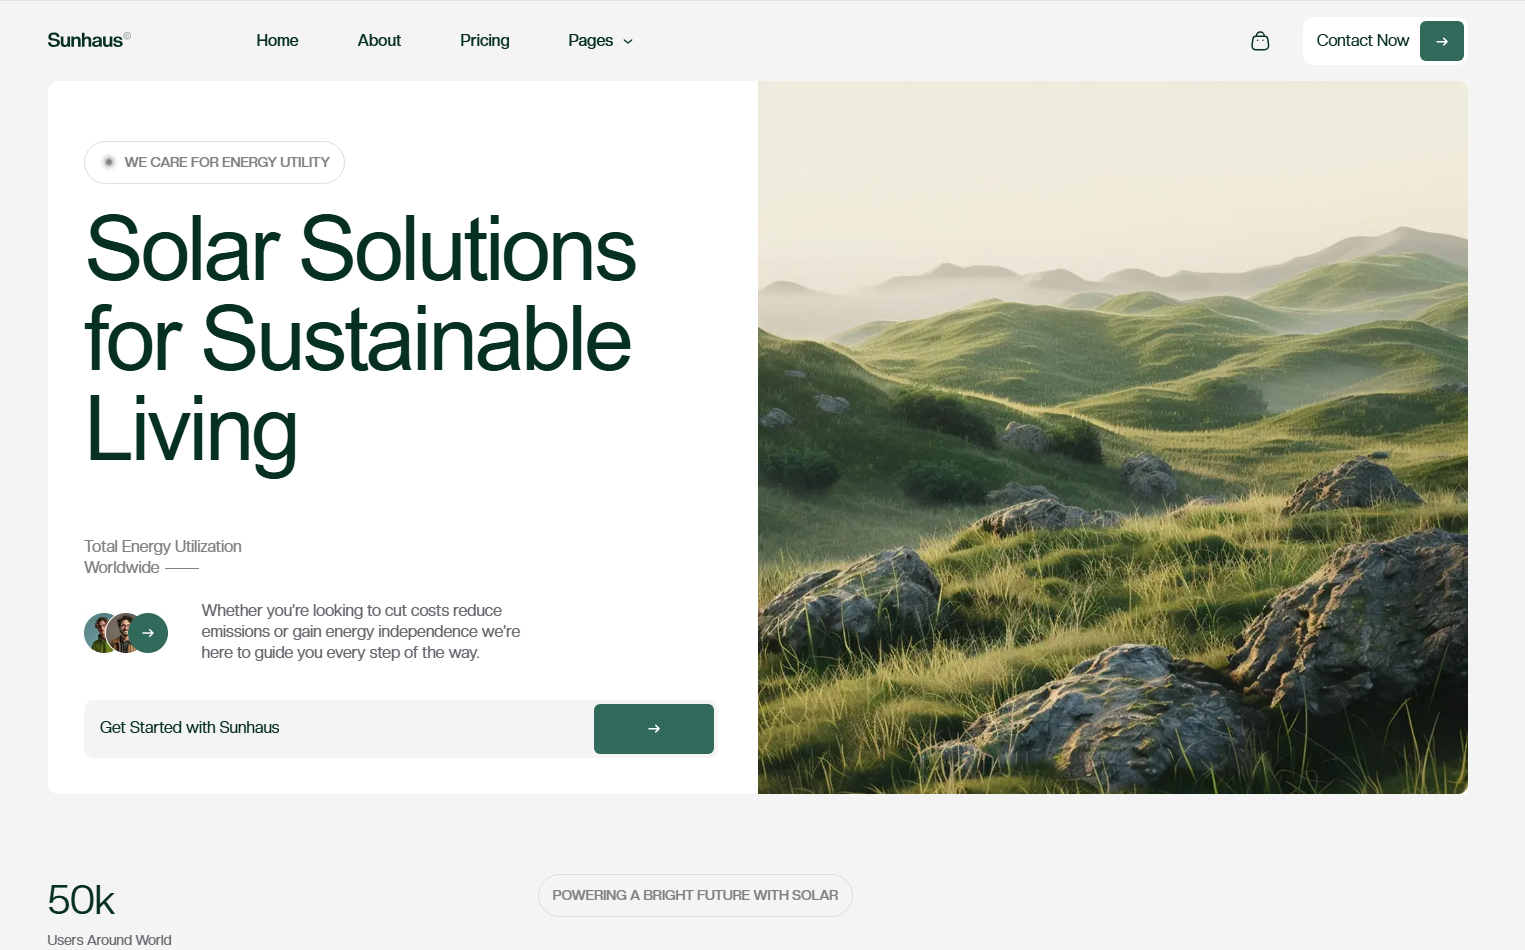 Sunhaus©
Home
About
Pricing
Pages
Contact Now
WE CARE FOR ENERGY UTILITY
Solar Solutions
for Sustainable
Living
Total Energy Utilization
Worldwide
Whether you're looking to cut costs reduce
emissions or gain energy independence we're
here to guide you every step of the way.
Get Started with Sunhaus
50k
Users Around World
POWERING A BRIGHT FUTURE WITH SOLAR